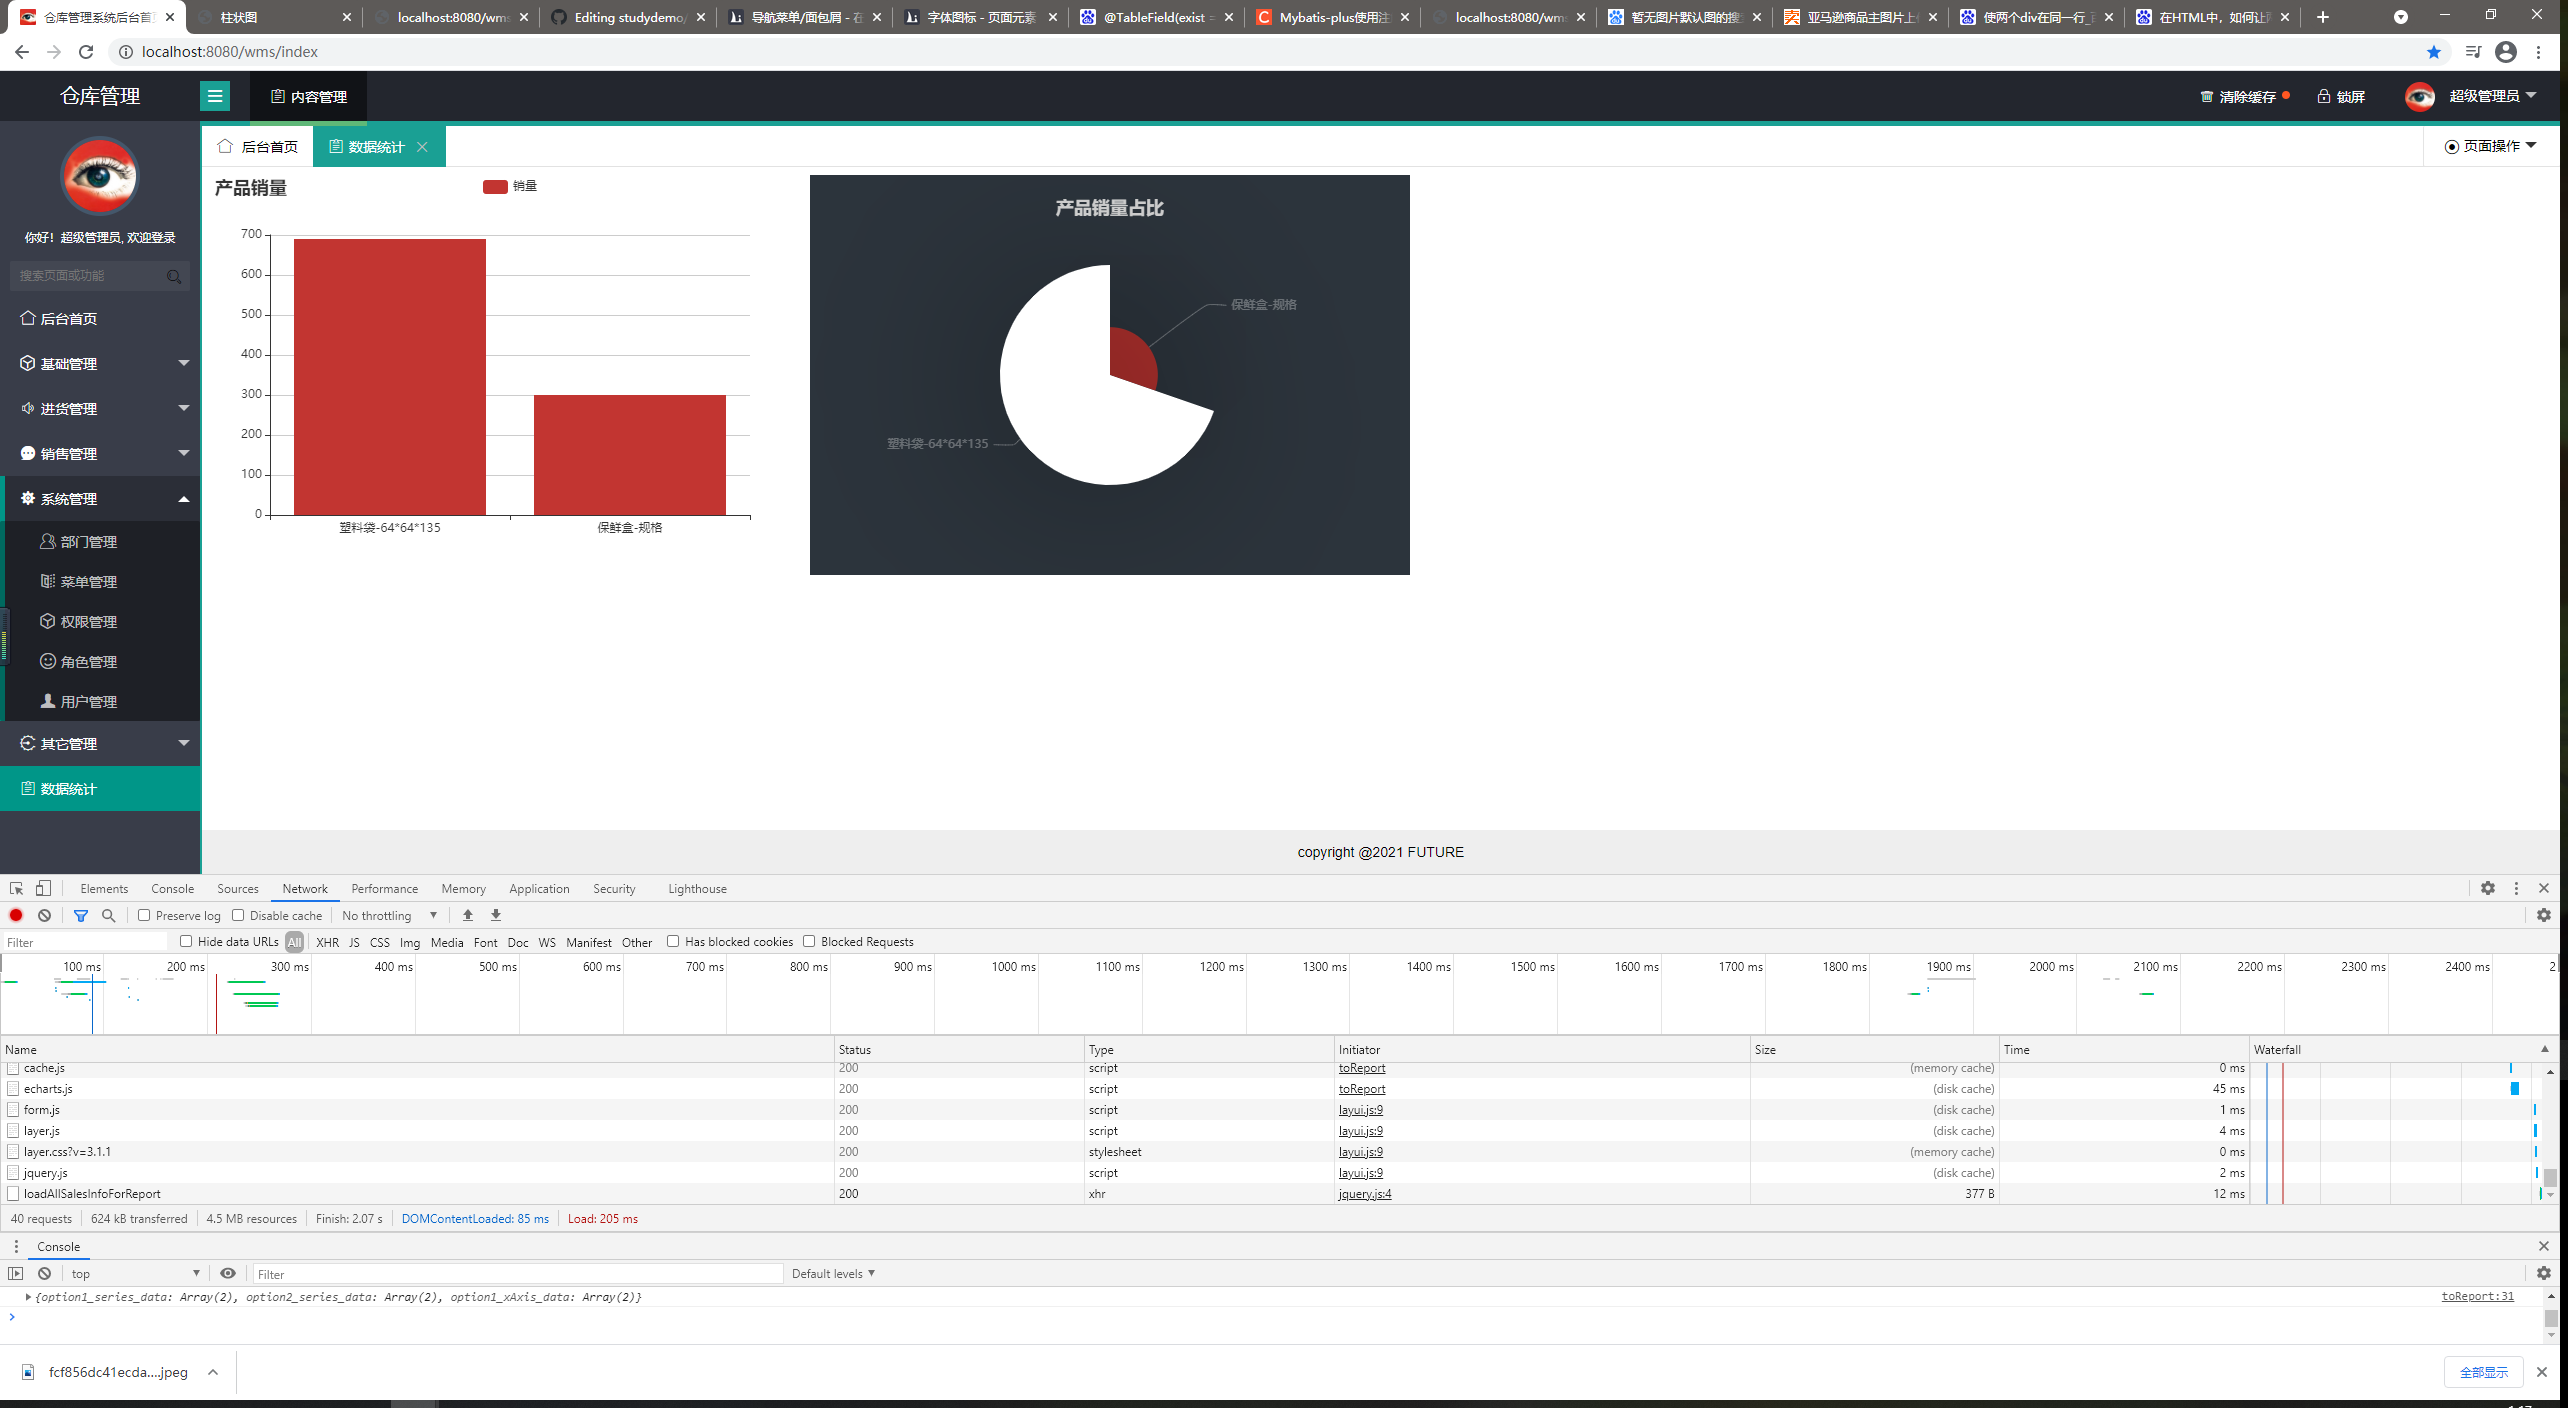 仓库管理系统后台首页
柱状图
localhost:8080/wms
Editing studydemo/
导航菜单/面包屑 - 在
字体图标 - 页面元素
@TableField(exist =
Mybatis-plus使用注
localhost:8080/wms
暂无图片默认图的搜
亚马逊商品主图片上
使两个div在同一行_百
在HTML中，如何让两
localhost:8080/wms/index
仓库管理
内容管理
清除缓存
锁屏
超级管理员
后台首页
数据统计
页面操作
你好！超级管理员, 欢迎登录
搜索页面或功能
后台首页
基础管理
进货管理
销售管理
系统管理
部门管理
菜单管理
权限管理
角色管理
用户管理
其它管理
数据统计
产品销量
销量
700
600
500
400
300
200
100
0
塑料袋-64*64*135
保鲜盒-规格
产品销量占比
保鲜盒-规格
塑料袋-64*64*135
copyright @2021 FUTURE
Elements Console Sources Network Performance Memory Application Security Lighthouse
Preserve log Disable cache No throttling
Filter Hide data URLs All XHR JS CSS Img Media Font Doc WS Manifest Other Has blocked cookies Blocked Requests
100 ms 200 ms 300 ms 400 ms 500 ms 600 ms 700 ms 800 ms 900 ms 1000 ms 1100 ms 1200 ms 1300 ms 1400 ms 1500 ms 1600 ms 1700 ms 1800 ms 1900 ms 2000 ms 2100 ms 2200 ms 2300 ms 2400 ms 2
Name Status Type Initiator Size Time Waterfall
cache.js 200 script toReport (memory cache) 0 ms
echarts.js 200 script toReport (disk cache) 45 ms
form.js 200 script layui.js:9 (disk cache) 1 ms
layer.js 200 script layui.js:9 (disk cache) 4 ms
layer.css?v=3.1.1 200 stylesheet layui.js:9 (memory cache) 0 ms
jquery.js 200 script layui.js:9 (disk cache) 2 ms
loadAllSalesInfoForReport 200 xhr jquery.js:4 377 B 12 ms
40 requests 624 kB transferred 4.5 MB resources Finish: 2.07 s DOMContentLoaded: 85 ms Load: 205 ms
Console
top Filter Default levels
{option1_series_data: Array(2), option2_series_data: Array(2), option1_xAxis_data: Array(2)} toReport:31
fcf856dc41ecda....jpeg
全部显示